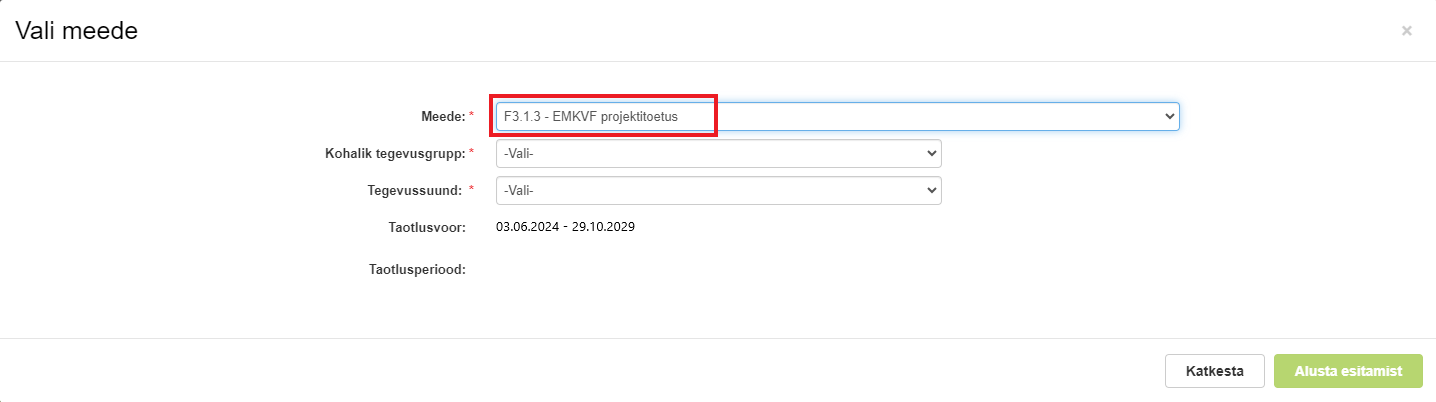 Vali meede
×
Meede: * F3.1.3 - EMKVF projektitoetus
Kohalik tegevusgrupp: * -Vali-
Tegevussuund: * -Vali-
Taotlusvoor: 03.06.2024 - 29.10.2029
Taotlusperiood:
Katkesta Alusta esitamist